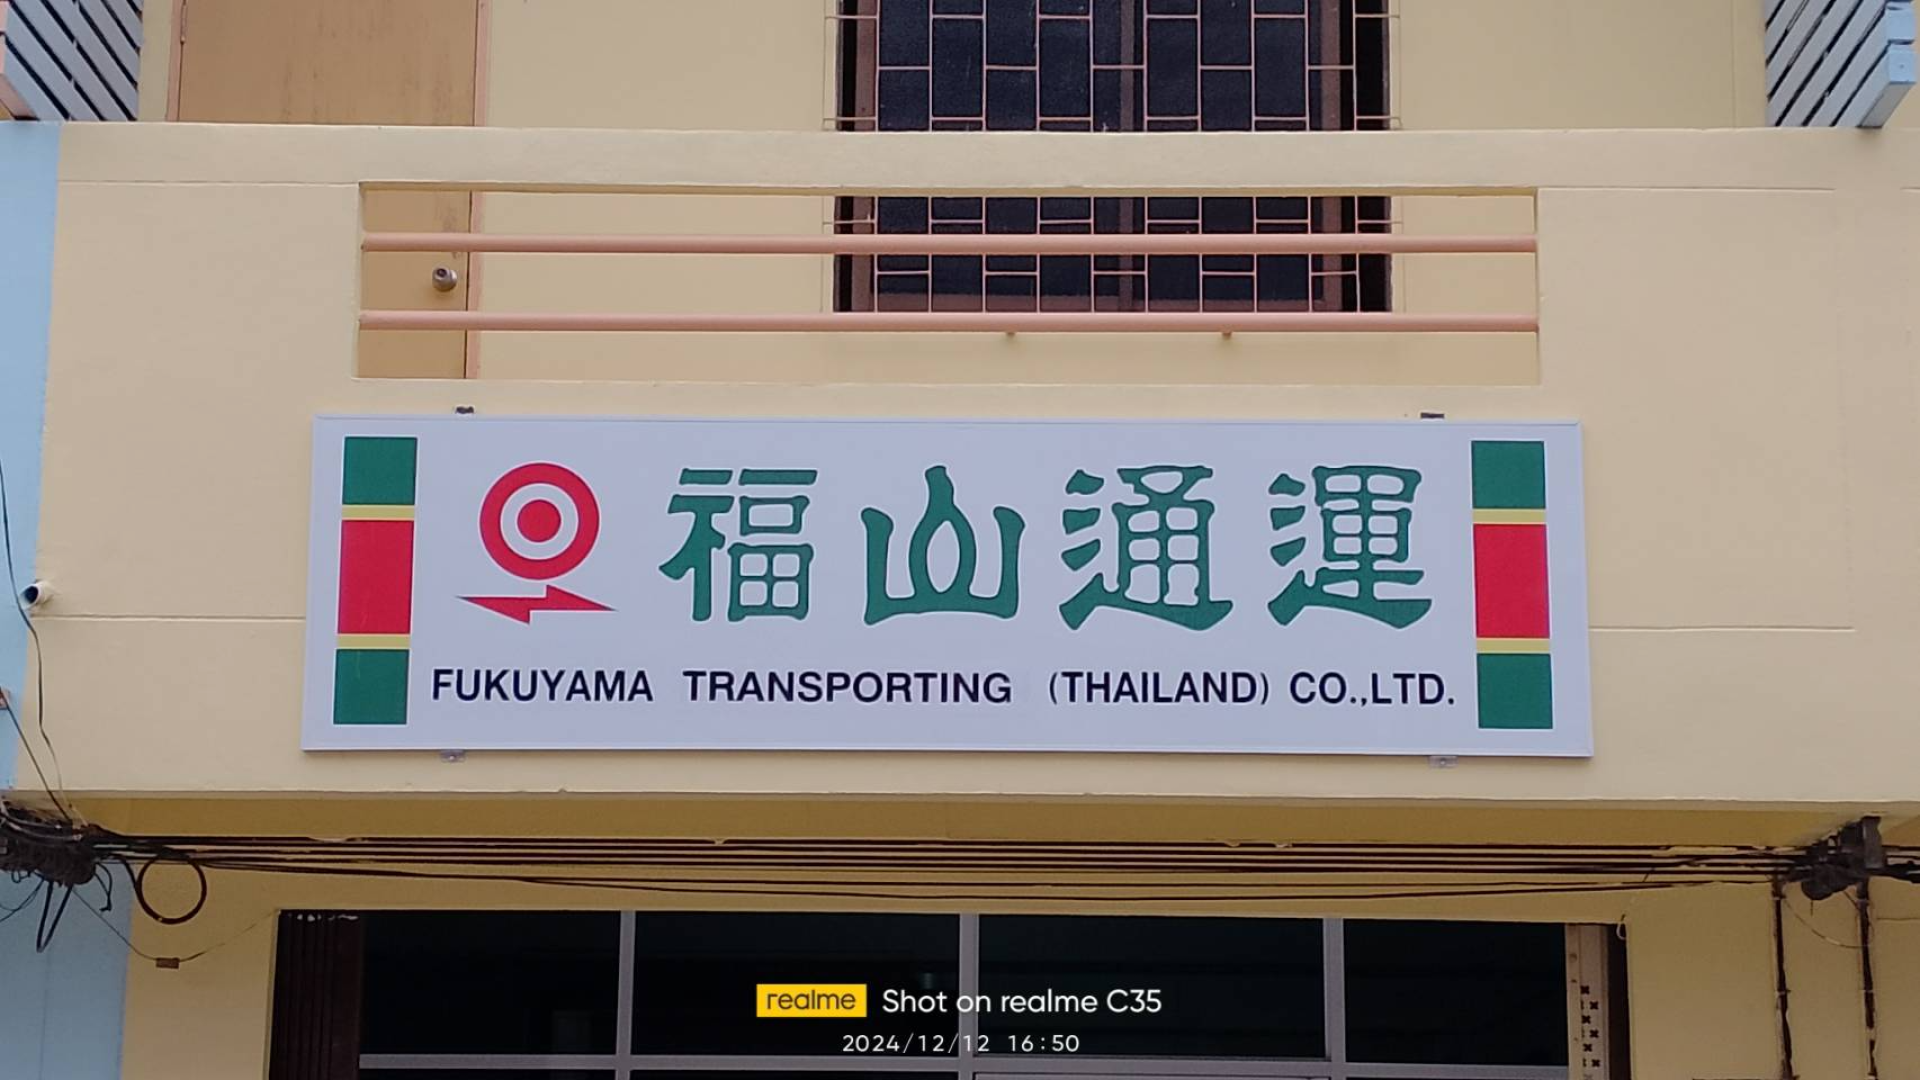 福山通運
FUKUYAMA TRANSPORTING (THAILAND) CO.,LTD.
realme Shot on realme C35
2024/12/12 16:50